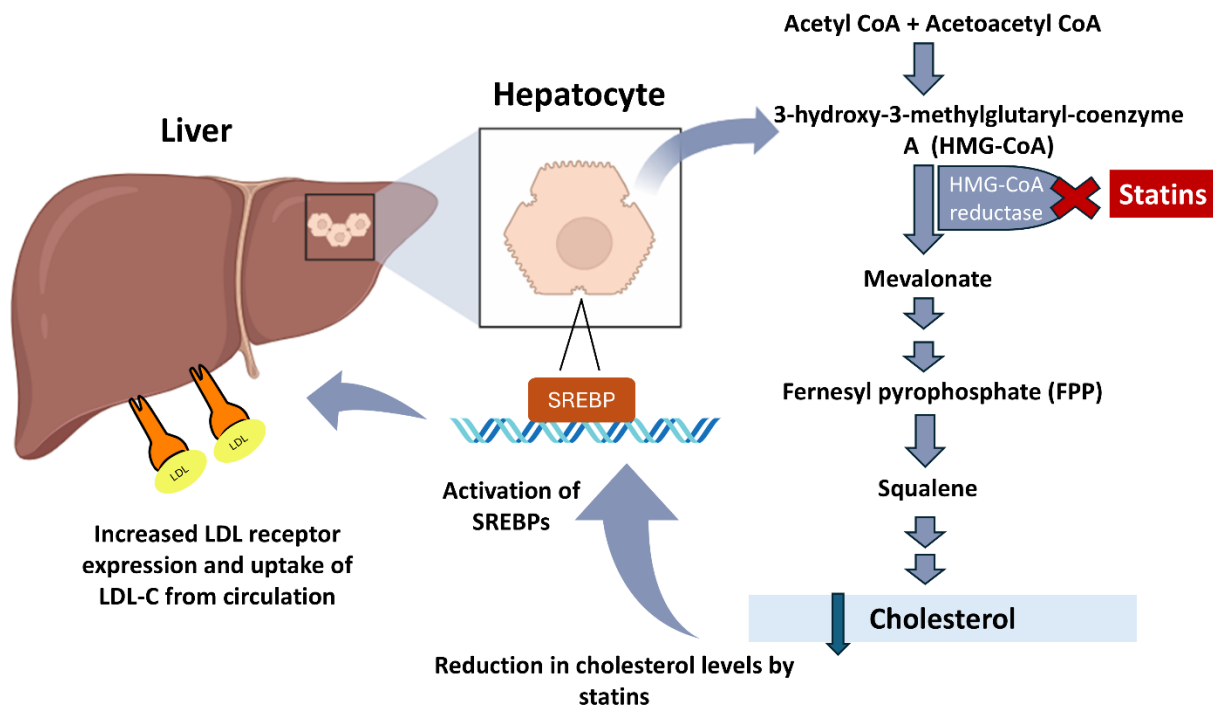 Liver
Hepatocyte
Acetyl CoA + Acetoacetyl CoA
3-hydroxy-3-methylglutaryl-coenzyme
A (HMG-CoA)
HMG-CoA
reductase
Statins
Mevalonate
Fernesyl pyrophosphate (FPP)
Squalene
Cholesterol
Reduction in cholesterol levels by
statins
SREBP
Activation of
SREBPs
LDL
LDL
Increased LDL receptor
expression and uptake of
LDL-C from circulation